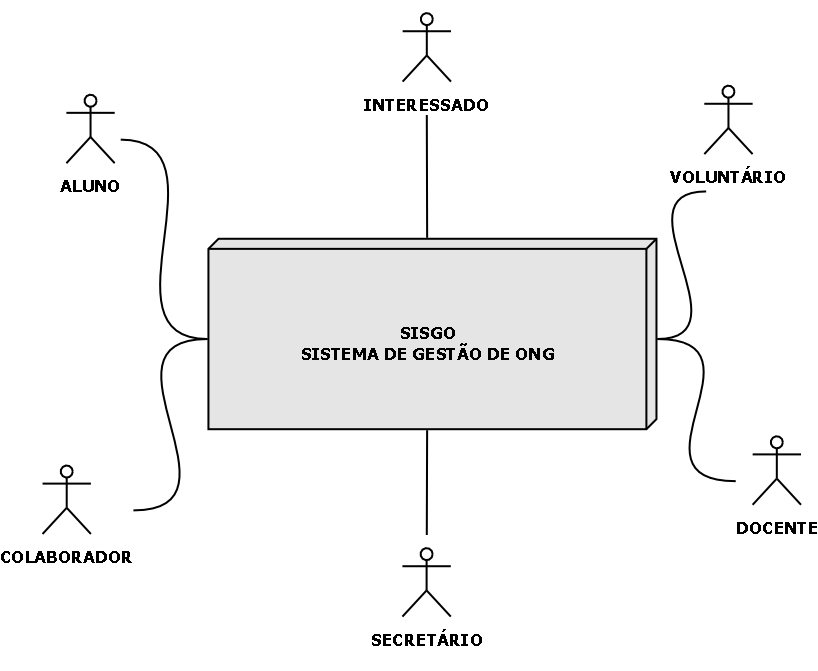 INTERESSADO
ALUNO
VOLUNTÁRIO
SISGO
SISTEMA DE GESTÃO DE ONG
COLABORADOR
DOCENTE
SECRETÁRIO